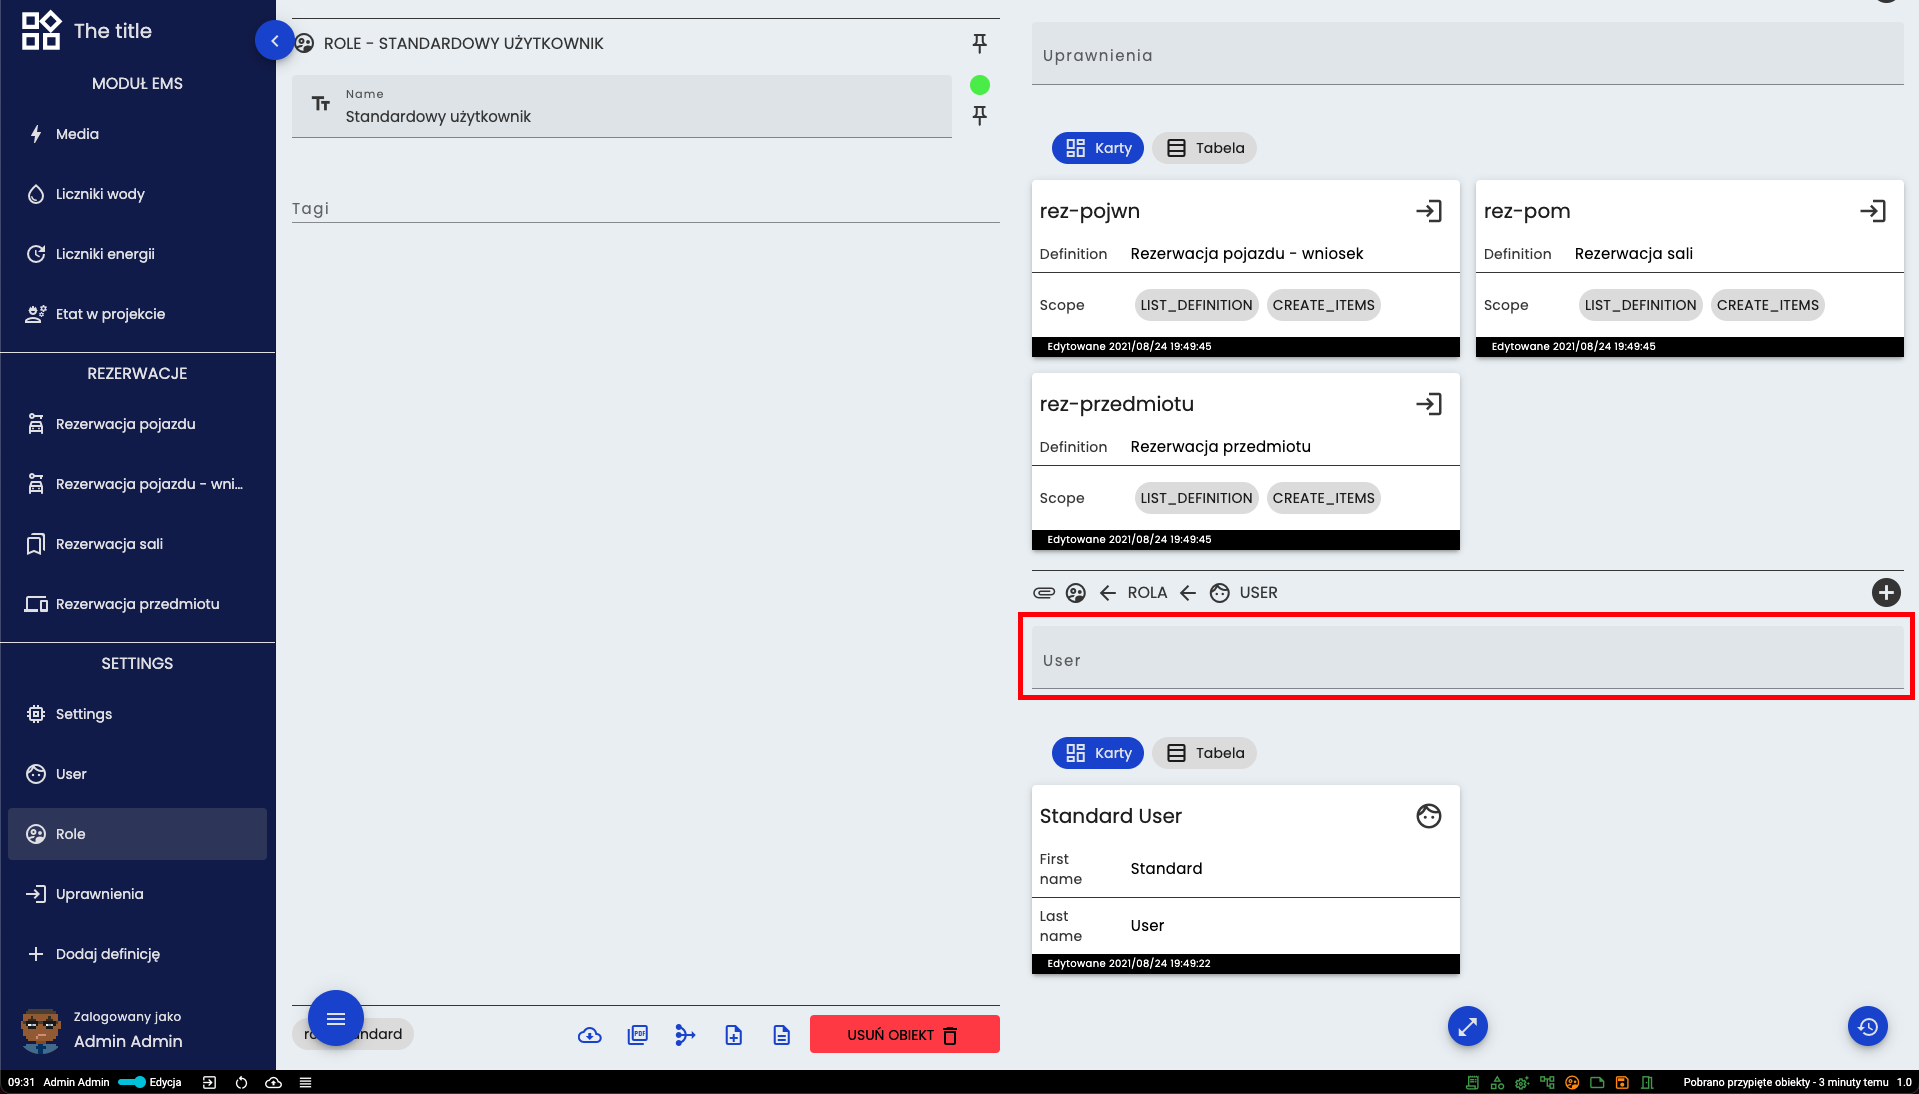 The title
MODUŁ EMS
Media
Liczniki wody
Liczniki energii
Etat w projekcie
REZERWACJE
Rezerwacja pojazdu
Rezerwacja pojazdu - wni...
Rezerwacja sali
Rezerwacja przedmiotu
SETTINGS
Settings
User
Role
Uprawnienia
Dodaj definicję
Zalogowany jako
Admin Admin
ROLE - STANDARDOWY UŻYTKOWNIK
Name
Standardowy użytkownik
Tagi
USUŃ OBIEKT
Uprawnienia
Karty
Tabela
rez-pojwn
Definition Rezerwacja pojazdu - wniosek
Scope LIST_DEFINITION CREATE_ITEMS
Edytowane 2021/08/24 19:49:45
rez-pom
Definition Rezerwacja sali
Scope LIST_DEFINITION CREATE_ITEMS
Edytowane 2021/08/24 19:49:45
rez-przedmiotu
Definition Rezerwacja przedmiotu
Scope LIST_DEFINITION CREATE_ITEMS
Edytowane 2021/08/24 19:49:45
ROLA USER
User
Karty
Tabela
Standard User
First name Standard
Last name User
Edytowane 2021/08/24 19:49:22
09:31 Admin Admin Edycja
Pobrano przypięte obiekty - 3 minuty temu 1.0